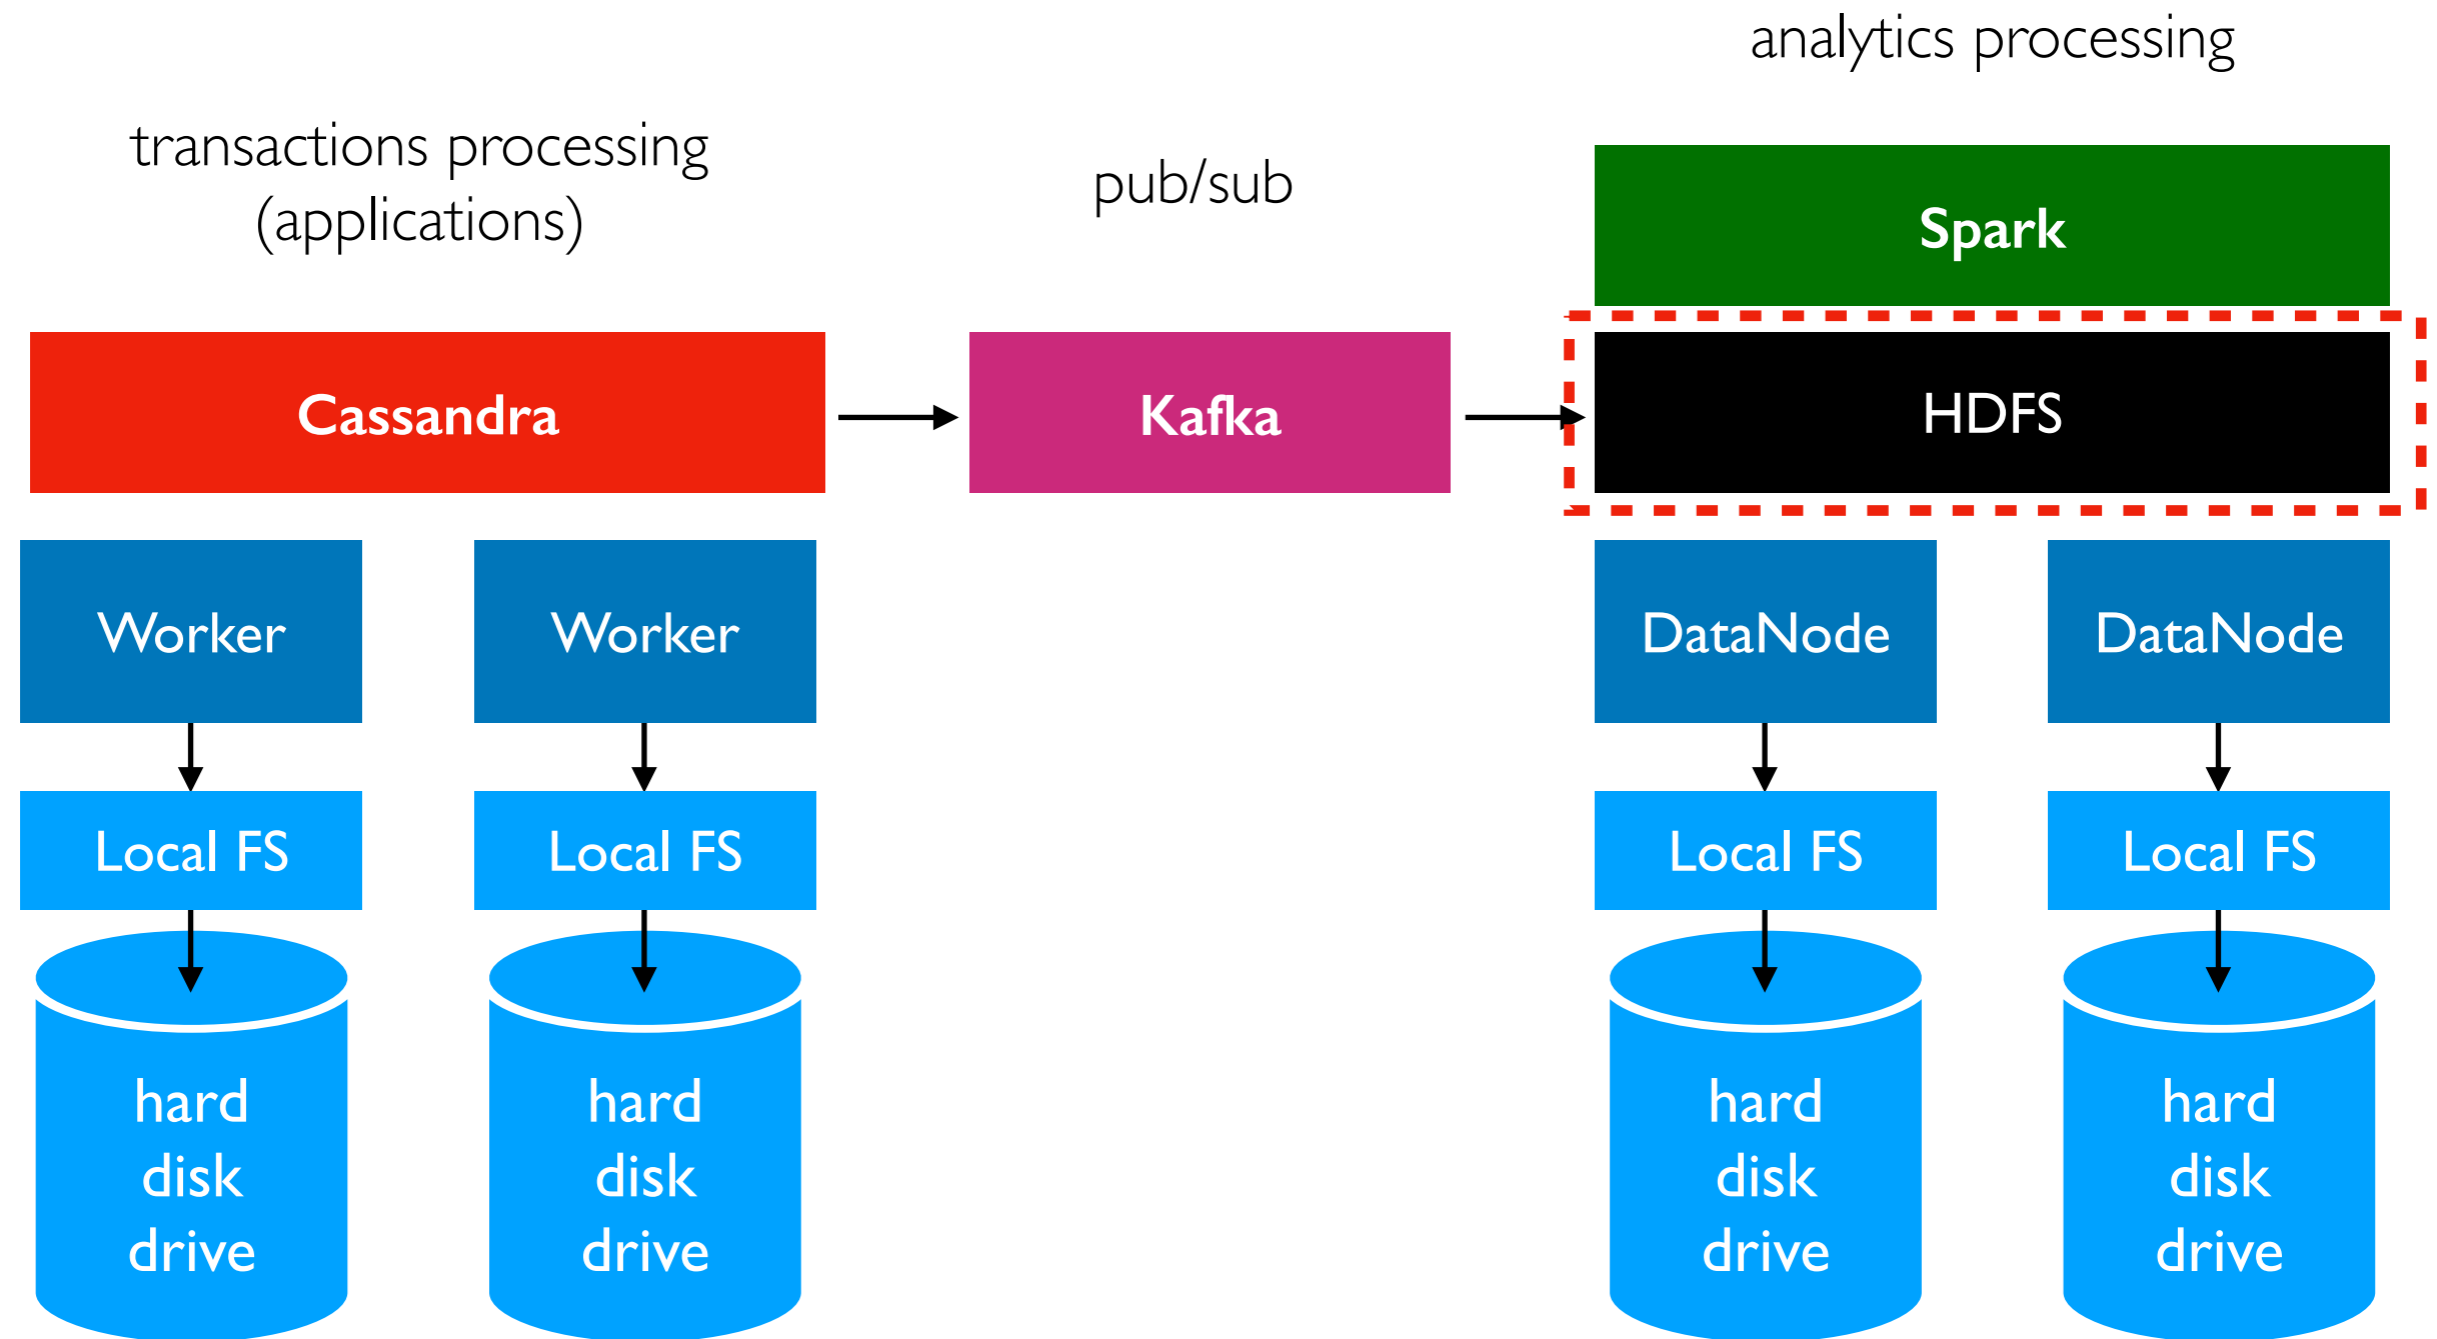 analytics processing
transactions processing
(applications)
pub/sub
Spark
Cassandra
Kafka
HDFS
Worker
Worker
DataNode
DataNode
Local FS
Local FS
Local FS
Local FS
hard
disk
drive
hard
disk
drive
hard
disk
drive
hard
disk
drive